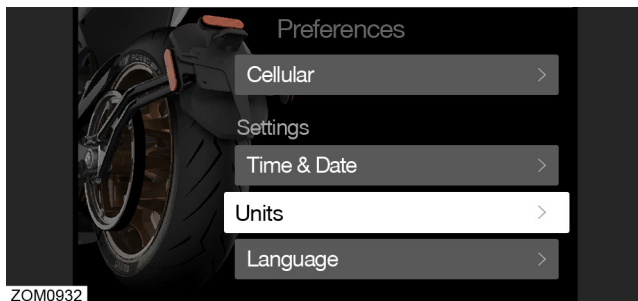 Preferences
Cellular
Settings
Time & Date
Units
Language
ZOM0932